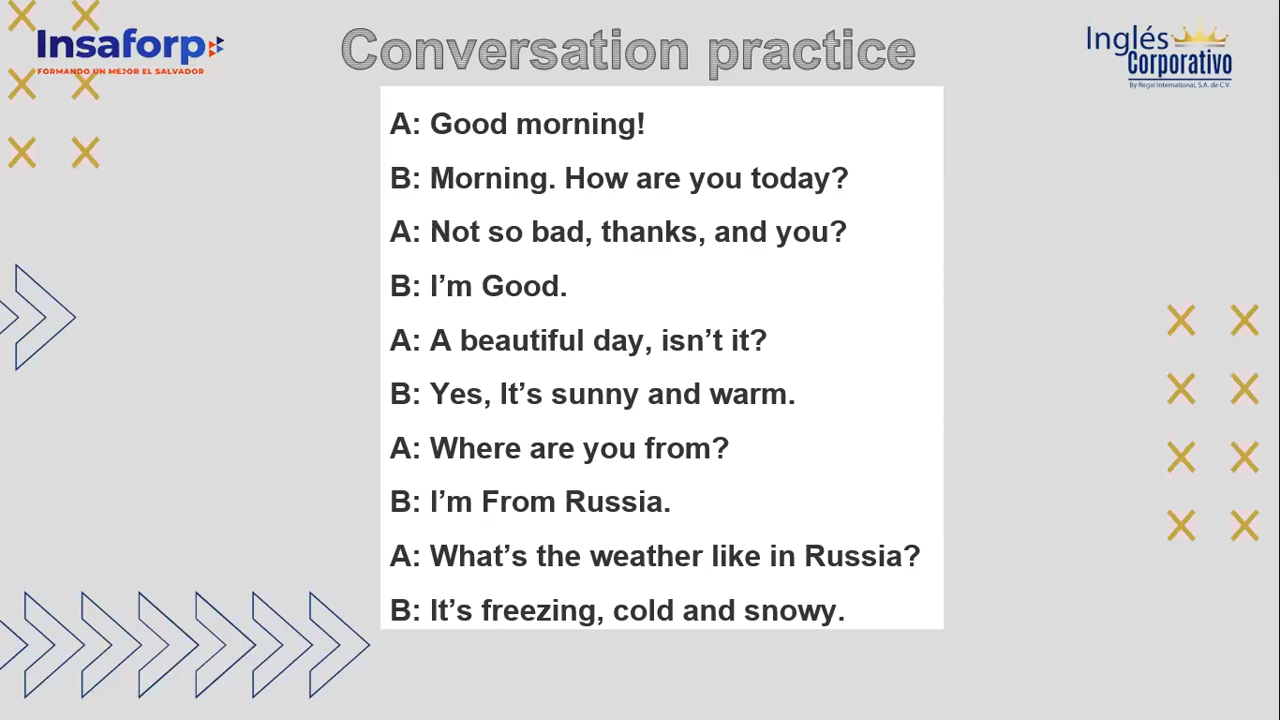 Insaforp
FORMANDO UN MEJOR EL SALVADOR
Conversation practice
Inglés
Corporativo
By Regal International, S.A. de C.V.
A: Good morning!
B: Morning. How are you today?
A: Not so bad, thanks, and you?
B: I’m Good.
A: A beautiful day, isn’t it?
B: Yes, It’s sunny and warm.
A: Where are you from?
B: I’m From Russia.
A: What’s the weather like in Russia?
B: It’s freezing, cold and snowy.